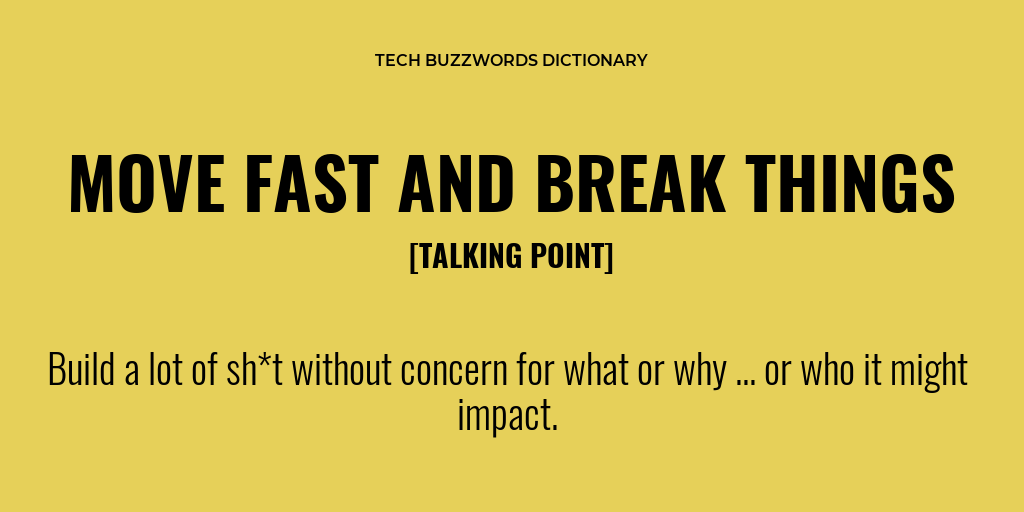 TECH BUZZWORDS DICTIONARY
MOVE FAST AND BREAK THINGS
[TALKING POINT]
Build a lot of sh*t without concern for what or why ... or who it might
impact.